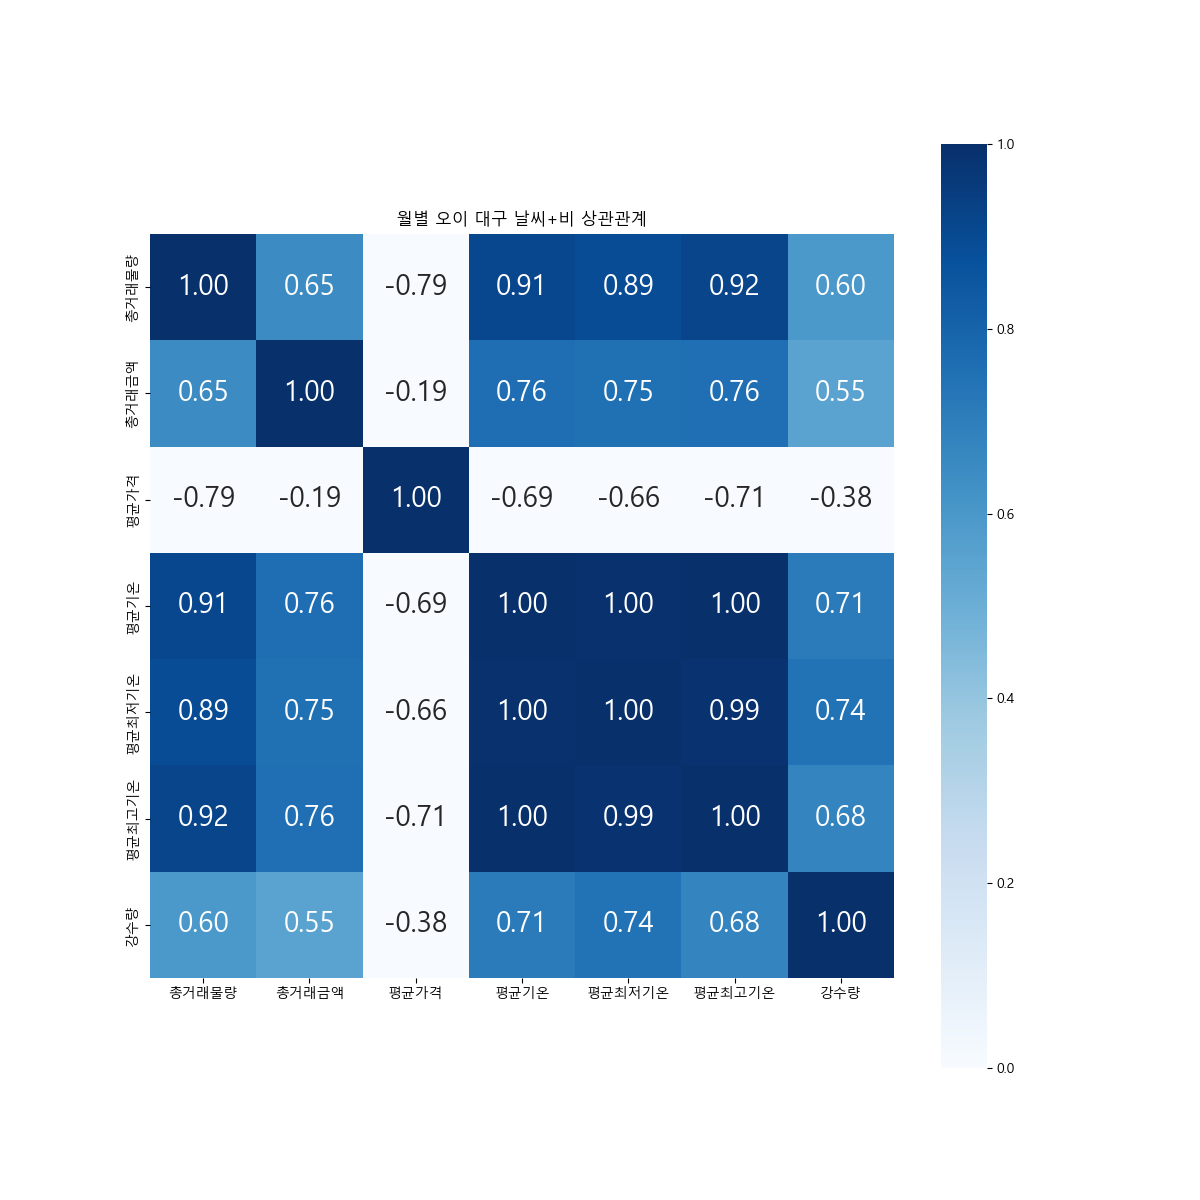 월별 오이 대구 날씨+비 상관관계
총거래물량 1.00 0.65 -0.79 0.91 0.89 0.92 0.60
총거래금액 0.65 1.00 -0.19 0.76 0.75 0.76 0.55
평균가격 -0.79 -0.19 1.00 -0.69 -0.66 -0.71 -0.38
평균기온 0.91 0.76 -0.69 1.00 1.00 1.00 0.71
평균최저기온 0.89 0.75 -0.66 1.00 1.00 0.99 0.74
평균최고기온 0.92 0.76 -0.71 1.00 0.99 1.00 0.68
강수량 0.60 0.55 -0.38 0.71 0.74 0.68 1.00
총거래물량 총거래금액 평균가격 평균기온 평균최저기온 평균최고기온 강수량
1.0
0.8
0.6
0.4
0.2
0.0